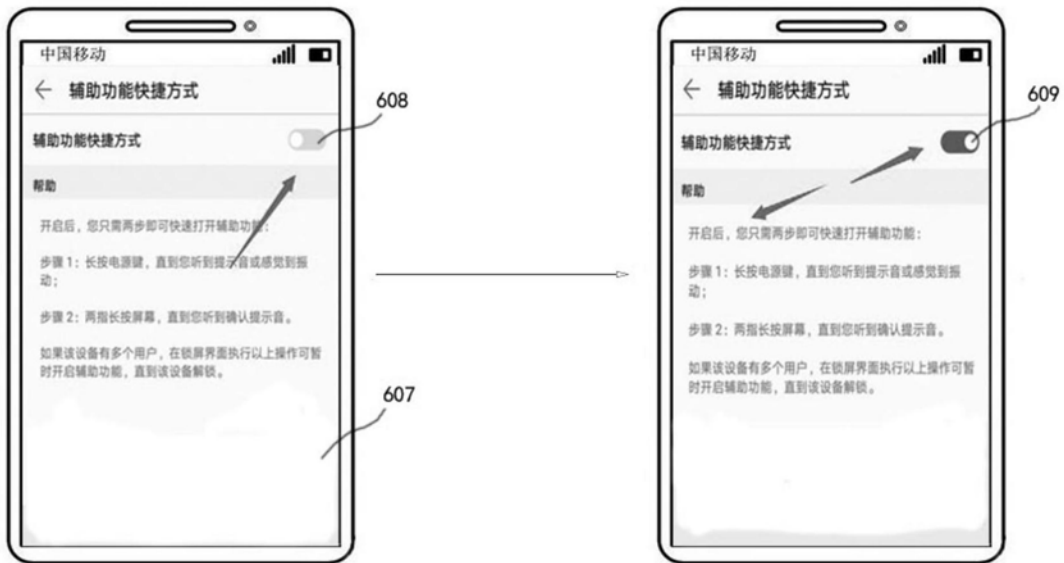 中国移动
← 辅助功能快捷方式
辅助功能快捷方式
帮助
开启后，您只需两步即可快速打开辅助功能：
步骤 1：长按电源键，直到您听到提示音或感觉到振
动；
步骤 2：两指长按屏幕，直到您听到确认提示音。
如果该设备有多个用户，在锁屏界面执行以上操作可暂
时开启辅助功能，直到该设备解锁。
608
607
中国移动
← 辅助功能快捷方式
辅助功能快捷方式
帮助
开启后，您只需两步即可快速打开辅助功能：
步骤 1：长按电源键，直到您听到提示音或感觉到振
动；
步骤 2：两指长按屏幕，直到您听到确认提示音。
如果该设备有多个用户，在锁屏界面执行以上操作可暂
时开启辅助功能，直到该设备解锁。
609